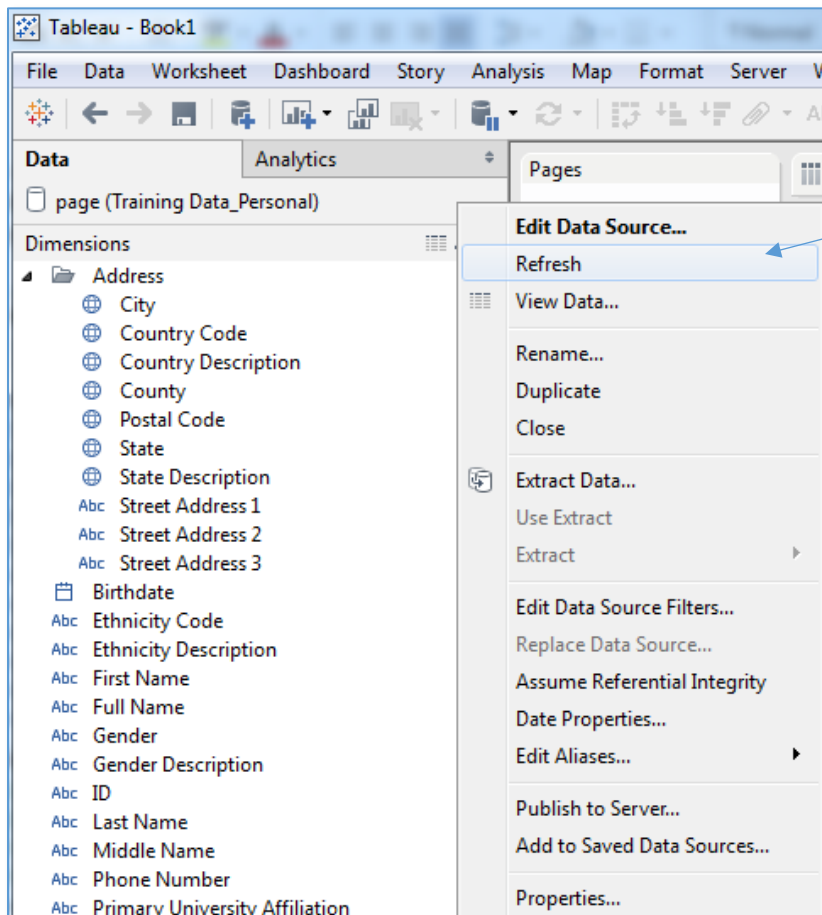 Tableau - Book1
File Data Worksheet Dashboard Story Analysis Map Format Server
Data Analytics
page (Training Data_Personal)
Dimensions
Address
City
Country Code
Country Description
County
Postal Code
State
State Description
Abc Street Address 1
Abc Street Address 2
Abc Street Address 3
Birthdate
Abc Ethnicity Code
Abc Ethnicity Description
Abc First Name
Abc Full Name
Abc Gender
Abc Gender Description
Abc ID
Abc Last Name
Abc Middle Name
Abc Phone Number
Abc Primary University Affiliation
Pages
Edit Data Source...
Refresh
View Data...
Rename...
Duplicate
Close
Extract Data...
Use Extract
Extract
Edit Data Source Filters...
Replace Data Source...
Assume Referential Integrity
Date Properties...
Edit Aliases...
Publish to Server...
Add to Saved Data Sources...
Properties...